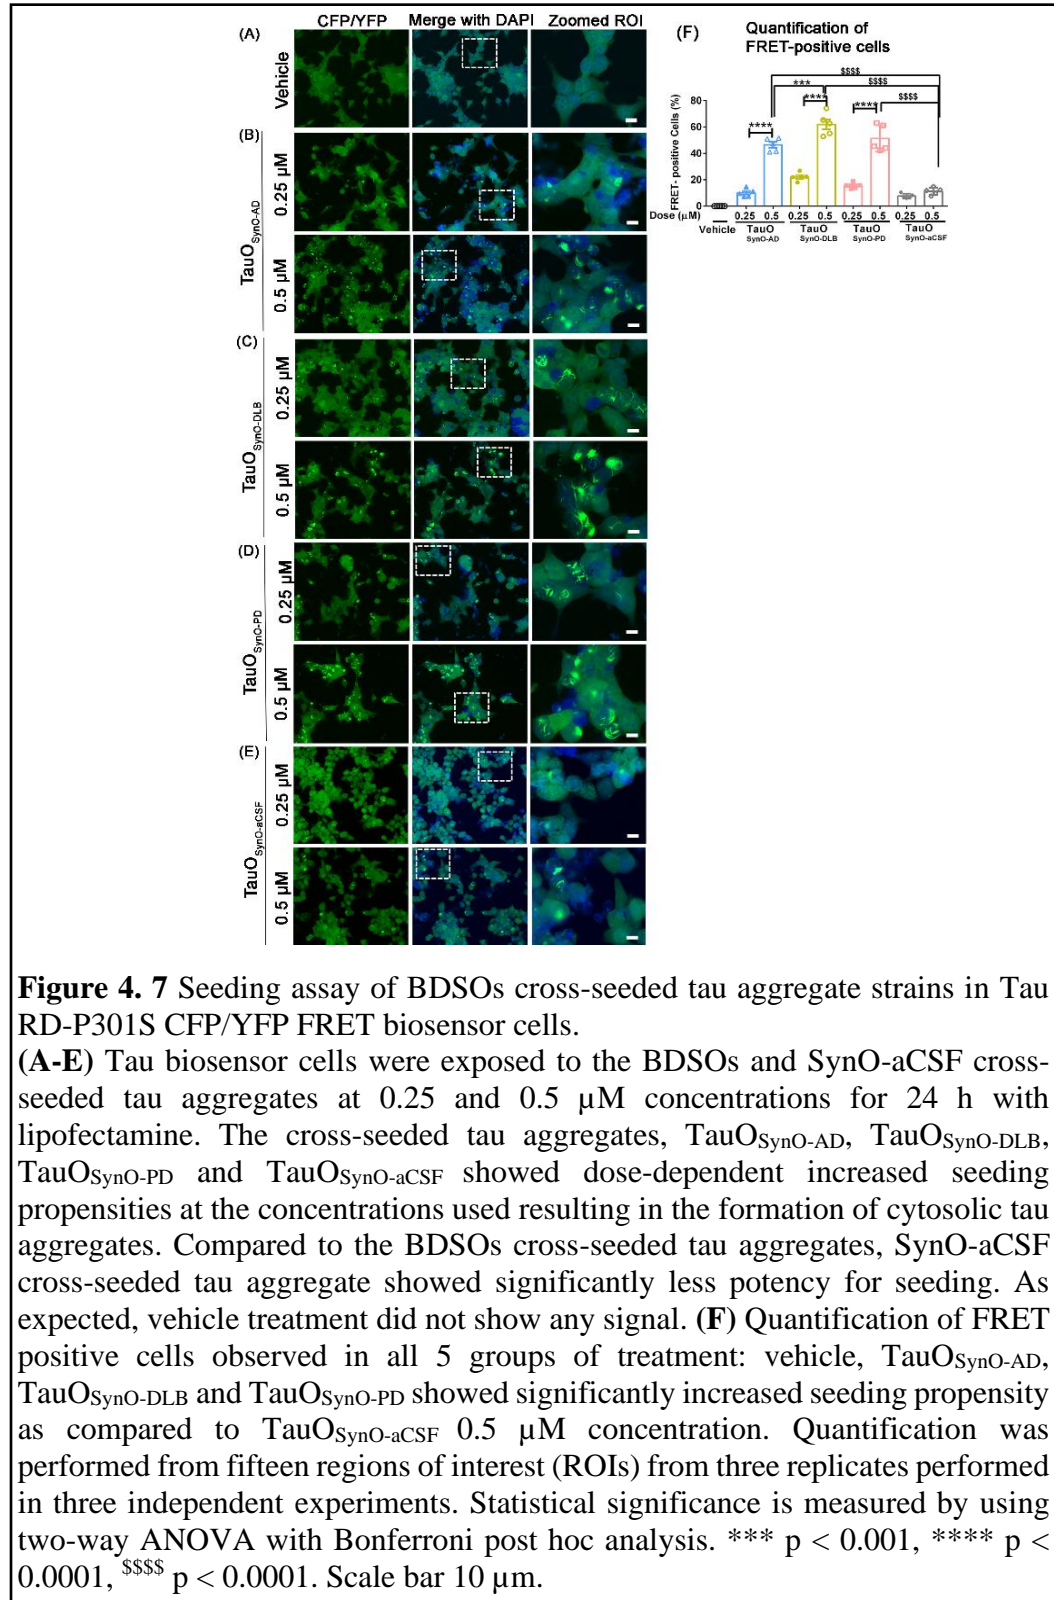 CFP/YFP Merge with DAPI Zoomed ROI
(A)
Vehicle
(B)
TauO SynO-AD
0.25 µM
0.5 µM
(C)
TauO SynO-DLB
0.25 µM
0.5 µM
(D)
TauO SynO-PD
0.25 µM
0.5 µM
(E)
TauO SynO-aCSF
0.25 µM
0.5 µM
(F)
Quantification of
FRET-positive cells
$$$$
*** $$$$
**** **** **** $$$$
FRET- positive Cells (%)
80
60
40
20
0
Dose (µM) 0.25 0.5 0.25 0.5 0.25 0.5 0.25 0.5
Vehicle TauO TauO TauO TauO
SynO-AD SynO-DLB SynO-PD SynO-aCSF
Figure 4. 7 Seeding assay of BDSOs cross-seeded tau aggregate strains in Tau
RD-P301S CFP/YFP FRET biosensor cells.
(A-E) Tau biosensor cells were exposed to the BDSOs and SynO-aCSF cross-
seeded tau aggregates at 0.25 and 0.5 µM concentrations for 24 h with
lipofectamine. The cross-seeded tau aggregates, TauOSynO-AD, TauOSynO-DLB,
TauOSynO-PD and TauOSynO-aCSF showed dose-dependent increased seeding
propensities at the concentrations used resulting in the formation of cytosolic tau
aggregates. Compared to the BDSOs cross-seeded tau aggregates, SynO-aCSF
cross-seeded tau aggregate showed significantly less potency for seeding. As
expected, vehicle treatment did not show any signal. (F) Quantification of FRET
positive cells observed in all 5 groups of treatment: vehicle, TauOSynO-AD,
TauOSynO-DLB and TauOSynO-PD showed significantly increased seeding propensity
as compared to TauOSynO-aCSF 0.5 µM concentration. Quantification was
performed from fifteen regions of interest (ROIs) from three replicates performed
in three independent experiments. Statistical significance is measured by using
two-way ANOVA with Bonferroni post hoc analysis. *** p < 0.001, **** p <
0.0001, $$$$ p < 0.0001. Scale bar 10 µm.